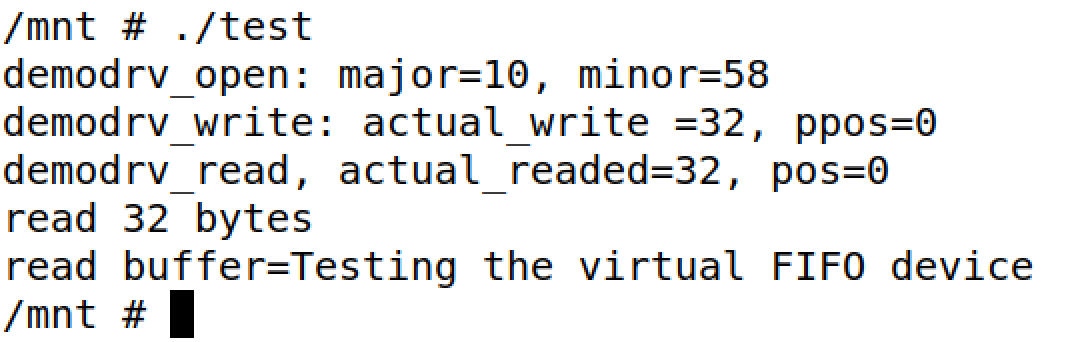 /mnt # ./test
demodrv_open: major=10, minor=58
demodrv_write: actual_write =32, ppos=0
demodrv_read, actual_readed=32, pos=0
read 32 bytes
read buffer=Testing the virtual FIFO device
/mnt #